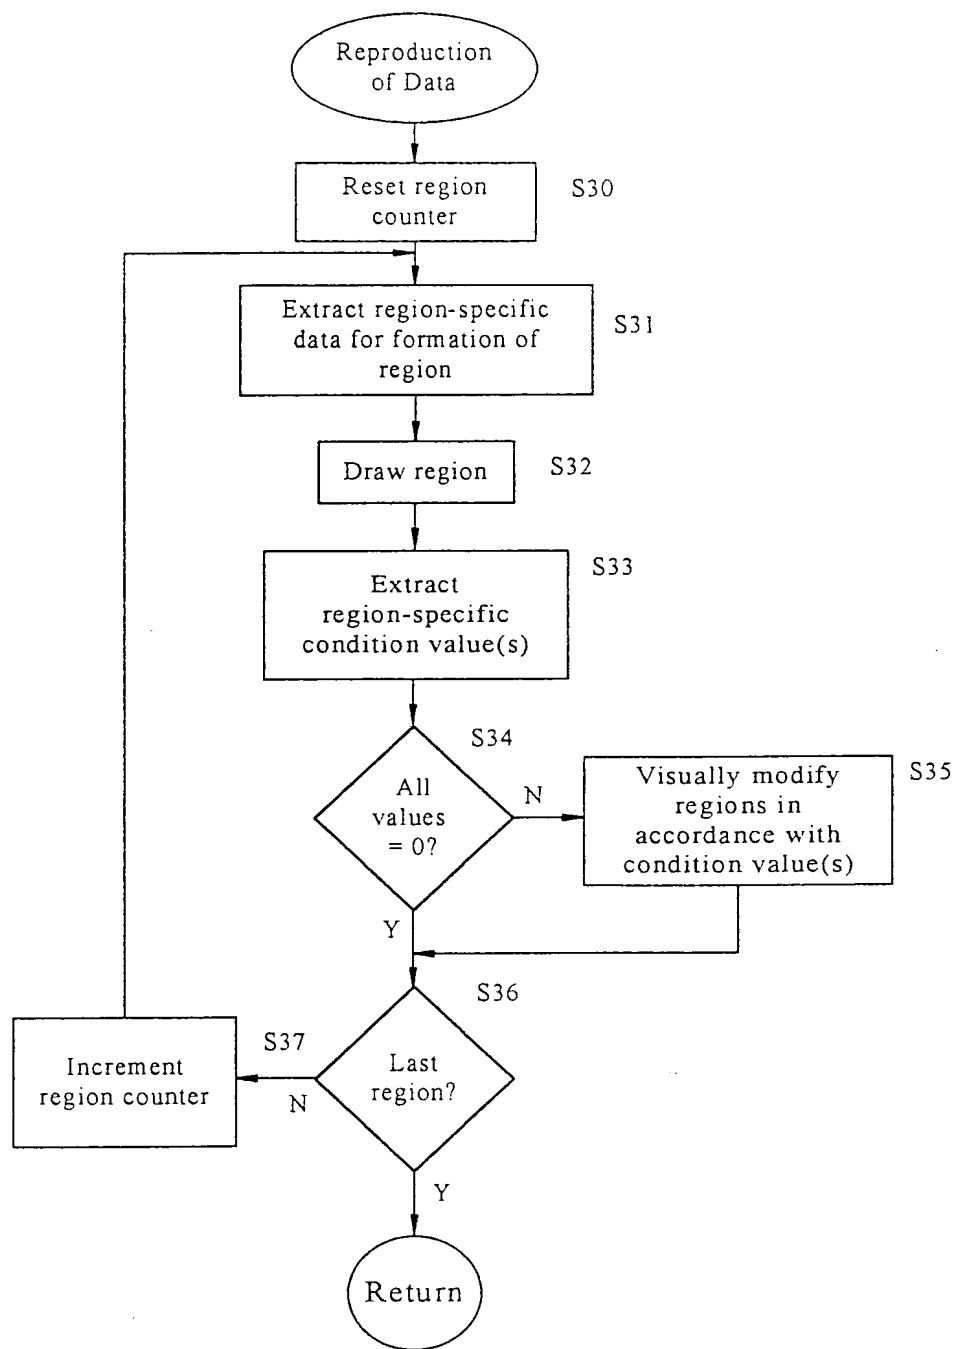 Reproduction
of Data
Reset region
counter
S30
Extract region-specific
data for formation of
region
S31
Draw region
S32
Extract
region-specific
condition value(s)
S33
All
values
= 0?
S34
N
Visually modify
regions in
accordance with
condition value(s)
S35
Y
Last
region?
S36
N
S37
Increment
region counter
Y
Return